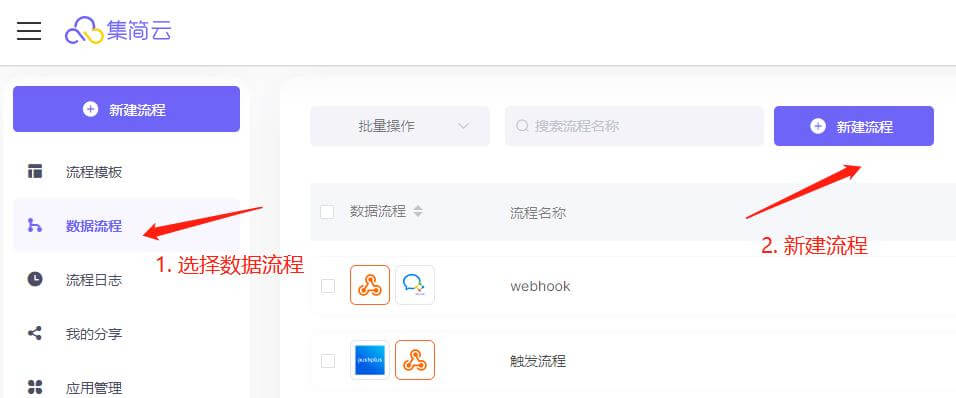 集简云
新建流程
流程模板
数据流程
流程日志
我的分享
应用管理
批量操作
搜索流程名称
新建流程
数据流程
流程名称
webhook
pushplus
触发流程
1. 选择数据流程
2. 新建流程